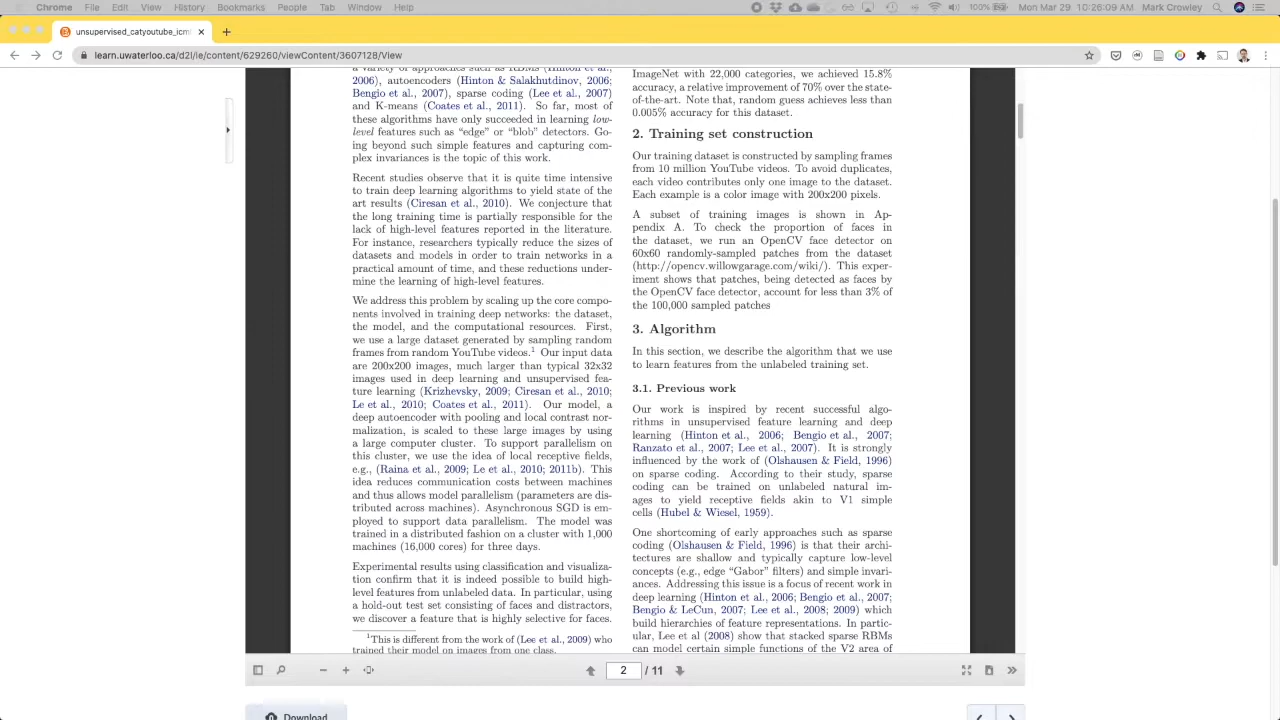 Chrome File Edit View History Bookmarks People Tab Window Help 100% Mon Mar 29 10:26:09 AM Mark Crowley
unsupervised_catyoutube_icml
learn.uwaterloo.ca/d2l/le/content/629260/viewContent/3607128/View
a variety of approaches such as RBMs (Hinton et al.,
2006), autoencoders (Hinton & Salakhutdinov, 2006;
Bengio et al., 2007), sparse coding (Lee et al., 2007)
and K-means (Coates et al., 2011). So far, most of
these algorithms have only succeeded in learning low-
level features such as “edge” or “blob” detectors. Go-
ing beyond such simple features and capturing com-
plex invariances is the topic of this work.
Recent studies observe that it is quite time intensive
to train deep learning algorithms to yield state of the
art results (Ciresan et al., 2010). We conjecture that
the long training time is partially responsible for the
lack of high-level features reported in the literature.
For instance, researchers typically reduce the sizes of
datasets and models in order to train networks in a
practical amount of time, and these reductions under-
mine the learning of high-level features.
We address this problem by scaling up the core compo-
nents involved in training deep networks: the dataset,
the model, and the computational resources. First,
we use a large dataset generated by sampling random
frames from random YouTube videos.1 Our input data
are 200x200 images, much larger than typical 32x32
images used in deep learning and unsupervised fea-
ture learning (Krizhevsky, 2009; Ciresan et al., 2010;
Le et al., 2010; Coates et al., 2011). Our model, a
deep autoencoder with pooling and local contrast nor-
malization, is scaled to these large images by using
a large computer cluster. To support parallelism on
this cluster, we use the idea of local receptive fields,
e.g., (Raina et al., 2009; Le et al., 2010; 2011b). This
idea reduces communication costs between machines
and thus allows model parallelism (parameters are dis-
tributed across machines). Asynchronous SGD is em-
ployed to support data parallelism. The model was
trained in a distributed fashion on a cluster with 1,000
machines (16,000 cores) for three days.
Experimental results using classification and visualiza-
tion confirm that it is indeed possible to build high-
level features from unlabeled data. In particular, using
a hold-out test set consisting of faces and distractors,
we discover a feature that is highly selective for faces.
1This is different from the work of (Lee et al., 2009) who
trained their model on images from one class.
ImageNet with 22,000 categories, we achieved 15.8%
accuracy, a relative improvement of 70% over the state-
of-the-art. Note that, random guess achieves less than
0.005% accuracy for this dataset.
2. Training set construction
Our training dataset is constructed by sampling frames
from 10 million YouTube videos. To avoid duplicates,
each video contributes only one image to the dataset.
Each example is a color image with 200x200 pixels.
A subset of training images is shown in Ap-
pendix A. To check the proportion of faces in
the dataset, we run an OpenCV face detector on
60x60 randomly-sampled patches from the dataset
(http://opencv.willowgarage.com/wiki/). This exper-
iment shows that patches, being detected as faces by
the OpenCV face detector, account for less than 3% of
the 100,000 sampled patches
3. Algorithm
In this section, we describe the algorithm that we use
to learn features from the unlabeled training set.
3.1. Previous work
Our work is inspired by recent successful algo-
rithms in unsupervised feature learning and deep
learning (Hinton et al., 2006; Bengio et al., 2007;
Ranzato et al., 2007; Lee et al., 2007). It is strongly
influenced by the work of (Olshausen & Field, 1996)
on sparse coding. According to their study, sparse
coding can be trained on unlabeled natural im-
ages to yield receptive fields akin to V1 simple
cells (Hubel & Wiesel, 1959).
One shortcoming of early approaches such as sparse
coding (Olshausen & Field, 1996) is that their archi-
tectures are shallow and typically capture low-level
concepts (e.g., edge “Gabor” filters) and simple invari-
ances. Addressing this issue is a focus of recent work in
deep learning (Hinton et al., 2006; Bengio et al., 2007;
Bengio & LeCun, 2007; Lee et al., 2008; 2009) which
build hierarchies of feature representations. In partic-
ular, Lee et al (2008) show that stacked sparse RBMs
can model certain simple functions of the V2 area of
2 / 11
Download